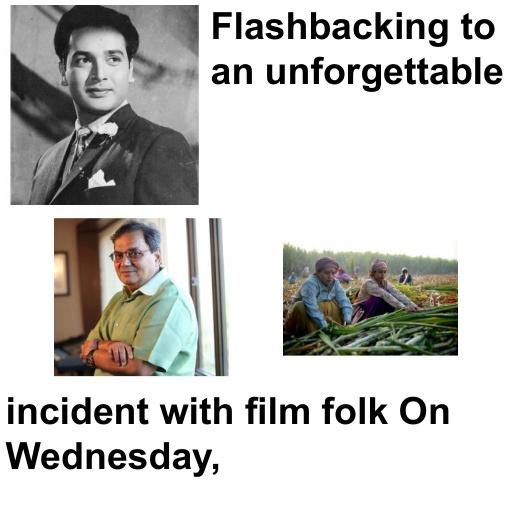 Flashbacking to
an unforgettable
incident with film folk On
Wednesday,